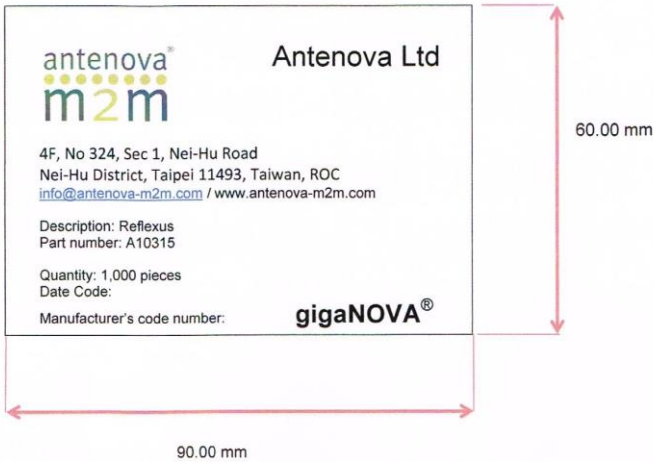 antenova®
m2m
Antenova Ltd
60.00 mm
4F, No 324, Sec 1, Nei-Hu Road
Nei-Hu District, Taipei 11493, Taiwan, ROC
info@antenova-m2m.com / www.antenova-m2m.com
Description: Reflexus
Part number: A10315
Quantity: 1,000 pieces
Date Code:
Manufacturer's code number:
gigaNOVA®
90.00 mm